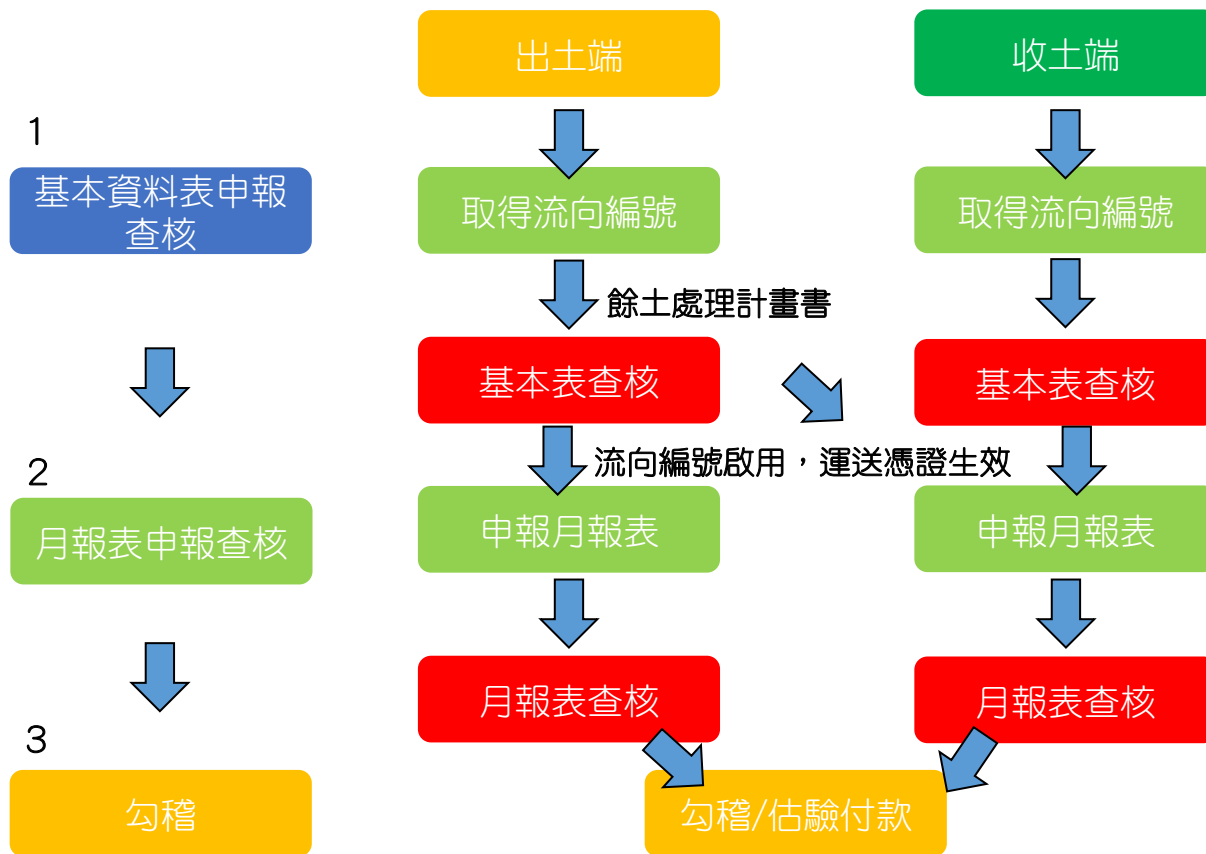 出土端
收土端
1
基本資料表申報
查核
取得流向編號
取得流向編號
餘土處理計畫書
基本表查核
基本表查核
流向編號啟用，運送憑證生效
2
月報表申報查核
申報月報表
申報月報表
月報表查核
月報表查核
3
勾稽
勾稽/估驗付款